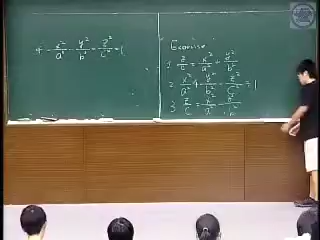 4 -x²/a² - y²/b² - z²/c² = 1
Exercise
1 z/c = x²/a² + y²/b²
2 x²/a² + y²/b² - z²/c² = 1
3 z/c = x²/a² - y²/b²